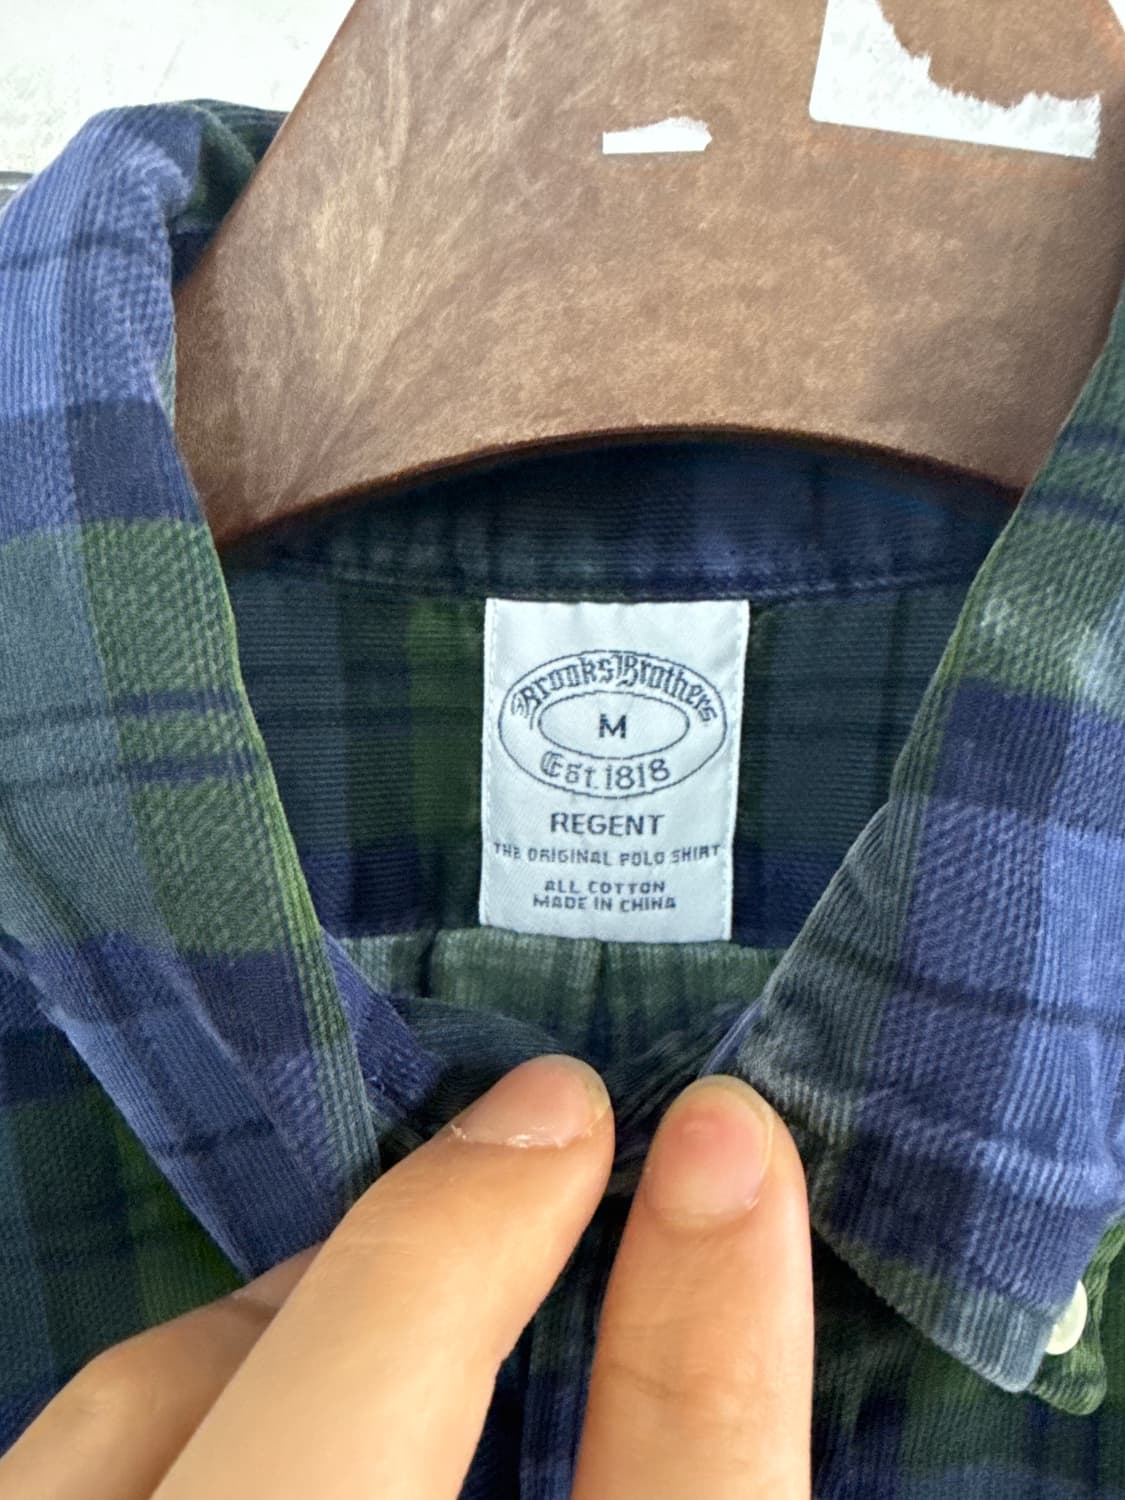 Brooks Brothers
M
Est. 1818
REGENT
THE ORIGINAL POLO SHIRT
ALL COTTON
MADE IN CHINA